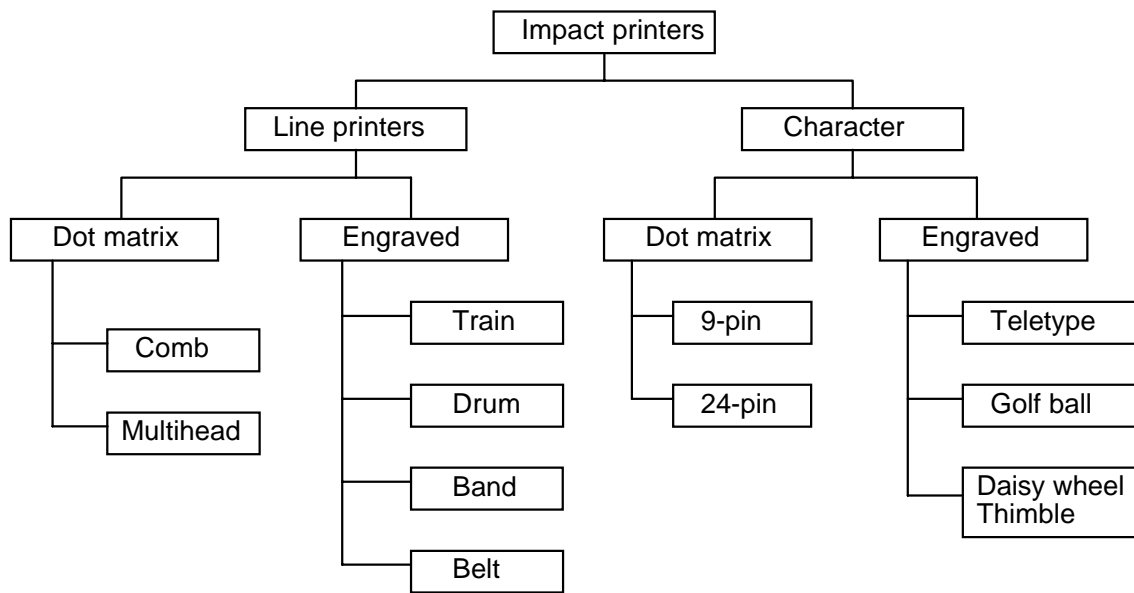 Impact printers
Line printers
Character
Dot matrix
Engraved
Dot matrix
Engraved
Comb
Multihead
Train
Drum
Band
Belt
9-pin
24-pin
Teletype
Golf ball
Daisy wheel
Thimble